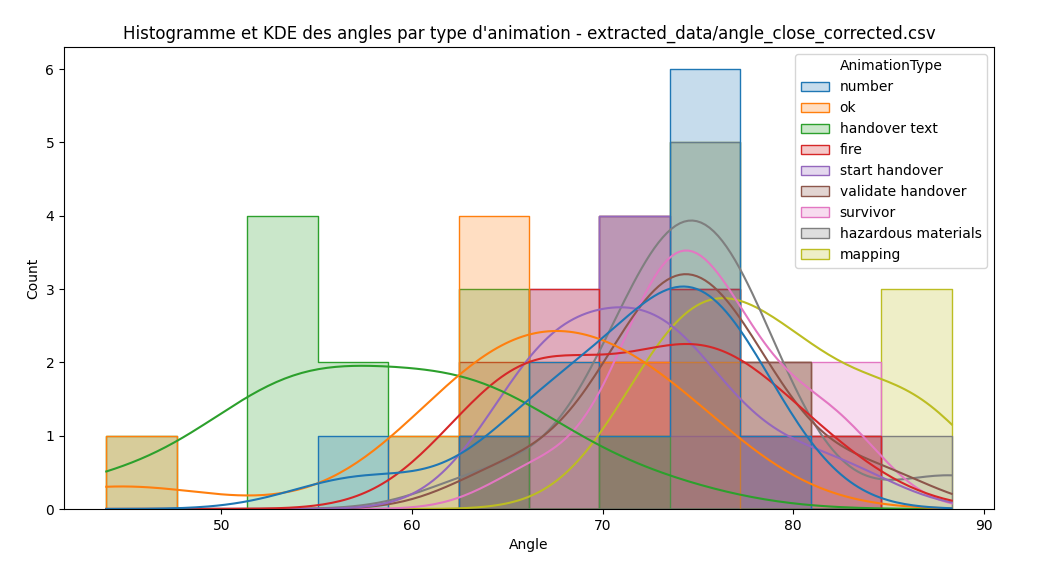 Histogramme et KDE des angles par type d'animation - extracted_data/angle_close_corrected.csv
AnimationType
number
ok
handover text
fire
start handover
validate handover
survivor
hazardous materials
mapping
Count
6
5
4
3
2
1
0
50
60
70
80
90
Angle